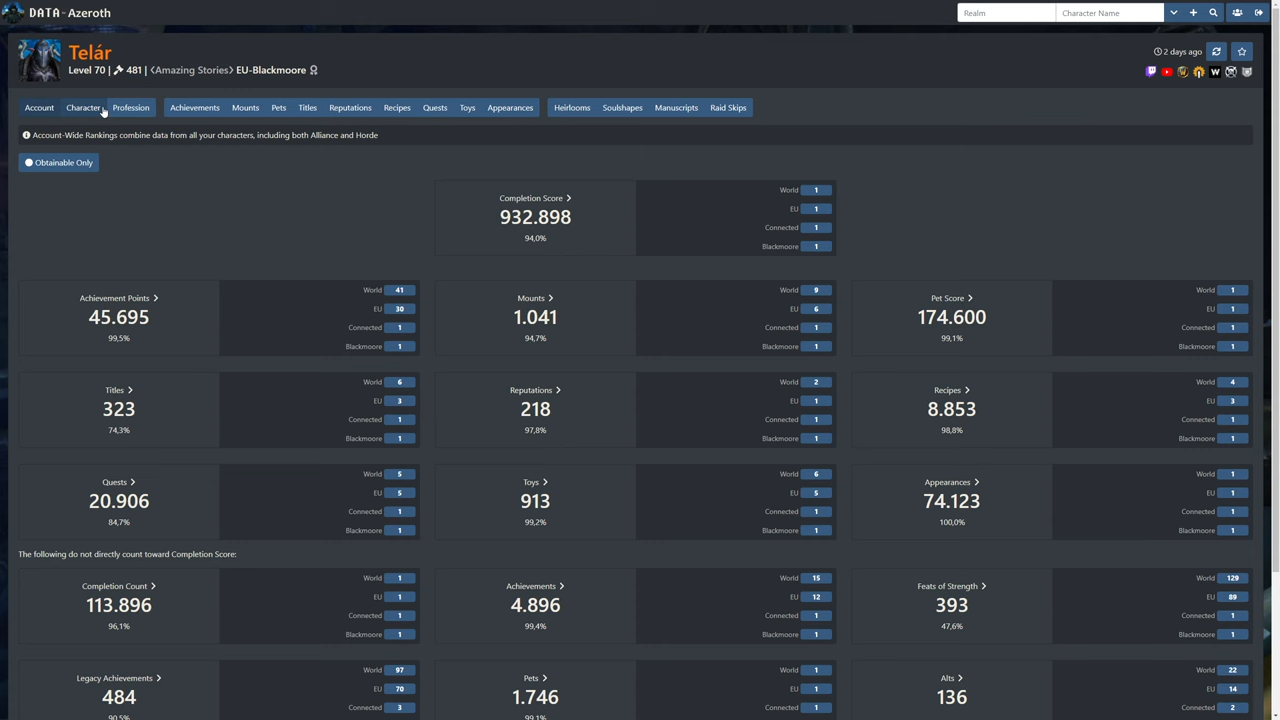 DATA - Azeroth
Realm
Character Name
Telár
Level 70 | 481 | <Amazing Stories> EU-Blackmoore
2 days ago
Account Character Profession Achievements Mounts Pets Titles Reputations Recipes Quests Toys Appearances Heirlooms Soulshapes Manuscripts Raid Skips
Account-Wide Rankings combine data from all your characters, including both Alliance and Horde
Obtainable Only
Completion Score
932.898
94,0%
World 1
EU 1
Connected 1
Blackmoore 1
Achievement Points
45.695
99,5%
World 41
EU 30
Connected 1
Blackmoore 1
Mounts
1.041
94,7%
World 9
EU 6
Connected 1
Blackmoore 1
Pet Score
174.600
99,1%
World 1
EU 1
Connected 1
Blackmoore 1
Titles
323
74,3%
World 6
EU 3
Connected 1
Blackmoore 1
Reputations
218
97,8%
World 2
EU 1
Connected 1
Blackmoore 1
Recipes
8.853
98,8%
World 4
EU 3
Connected 1
Blackmoore 1
Quests
20.906
84,7%
World 5
EU 5
Connected 1
Blackmoore 1
Toys
913
99,2%
World 6
EU 5
Connected 1
Blackmoore 1
Appearances
74.123
100,0%
World 1
EU 1
Connected 1
Blackmoore 1
The following do not directly count toward Completion Score:
Completion Count
113.896
96,1%
World 1
EU 1
Connected 1
Blackmoore 1
Achievements
4.896
99,4%
World 15
EU 12
Connected 1
Blackmoore 1
Feats of Strength
393
47,6%
World 129
EU 89
Connected 1
Blackmoore 1
Legacy Achievements
484
90,5%
World 97
EU 70
Connected 3
Pets
1.746
99,1%
World 1
EU 1
Connected 1
Alts
136
World 22
EU 14
Connected 2